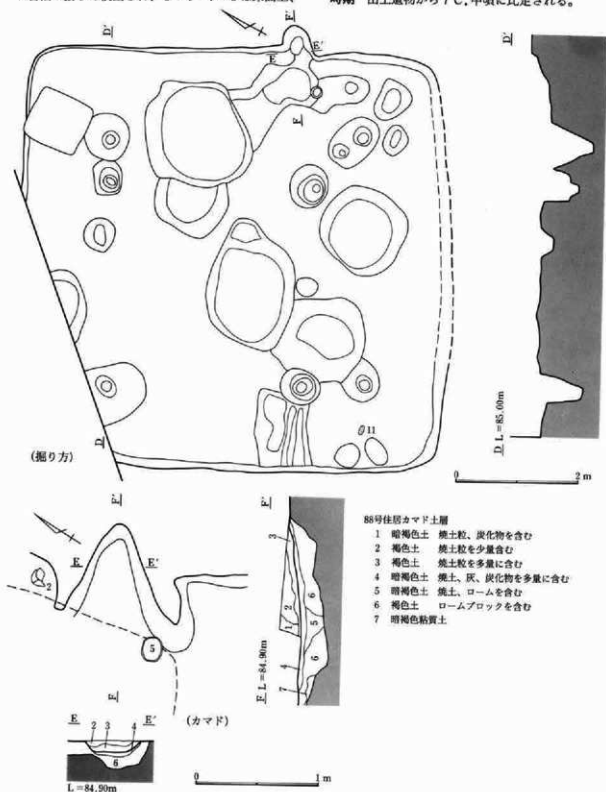 時期 出土遺物から7C.中頃に比定される。
E'
D'
E
E'
F
D'
11
D
(掘り方)
D L=85.00m
0 2 m
F'
E
E'
2
5
F
(カマド)
F'
3
2
1
6
5
6
4
7
F L=84.90m
88号住居カマド土層
1 暗褐色土 焼土粒、炭化物を含む
2 褐色土 焼土粒を少量含む
3 褐色土 焼土粒を多量に含む
4 暗褐色土 焼土、灰、炭化物を多量に含む
5 暗褐色土 焼土、ロームを含む
6 褐色土 ロームブロックを含む
7 暗褐色粘質土
E 2 3 4 E'
6
L=84.90m
0 1 m